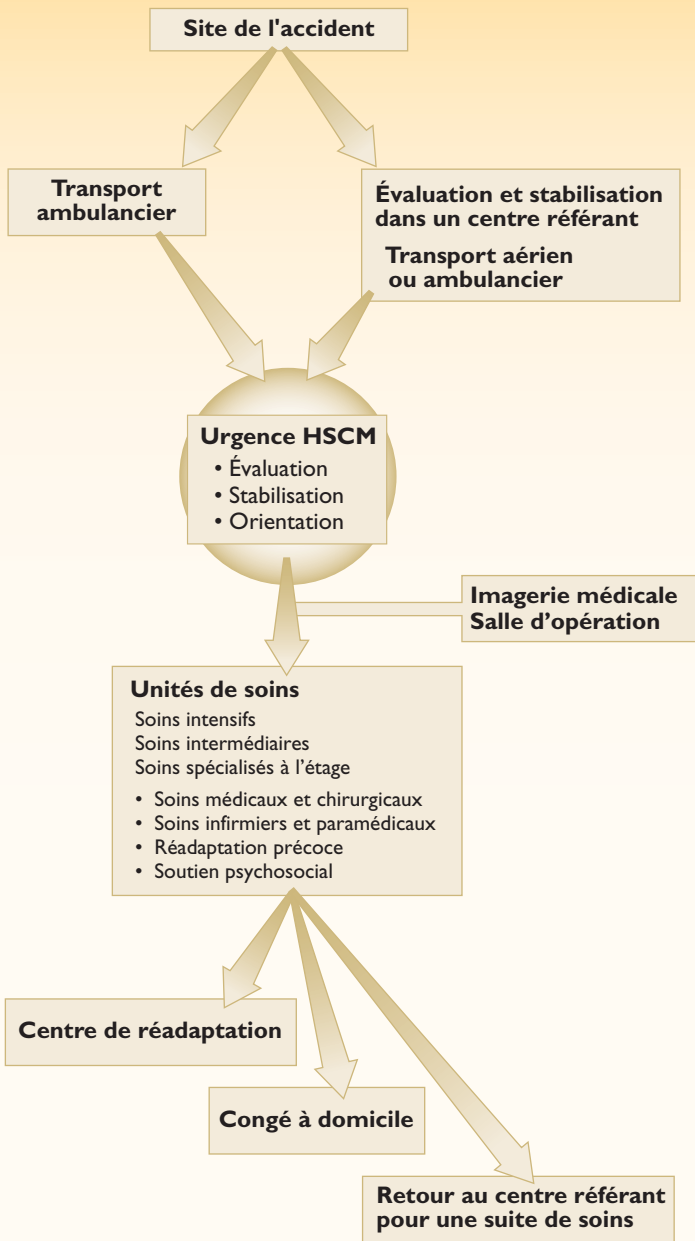 Site de l'accident
Transport
ambulancier
Évaluation et stabilisation
dans un centre référant
Transport aérien
ou ambulancier
Urgence HSCM
• Évaluation
• Stabilisation
• Orientation
Imagerie médicale
Salle d’opération
Unités de soins
Soins intensifs
Soins intermédiaires
Soins spécialisés à l’étage
• Soins médicaux et chirurgicaux
• Soins infirmiers et paramédicaux
• Réadaptation précoce
• Soutien psychosocial
Centre de réadaptation
Congé à domicile
Retour au centre référant
pour une suite de soins